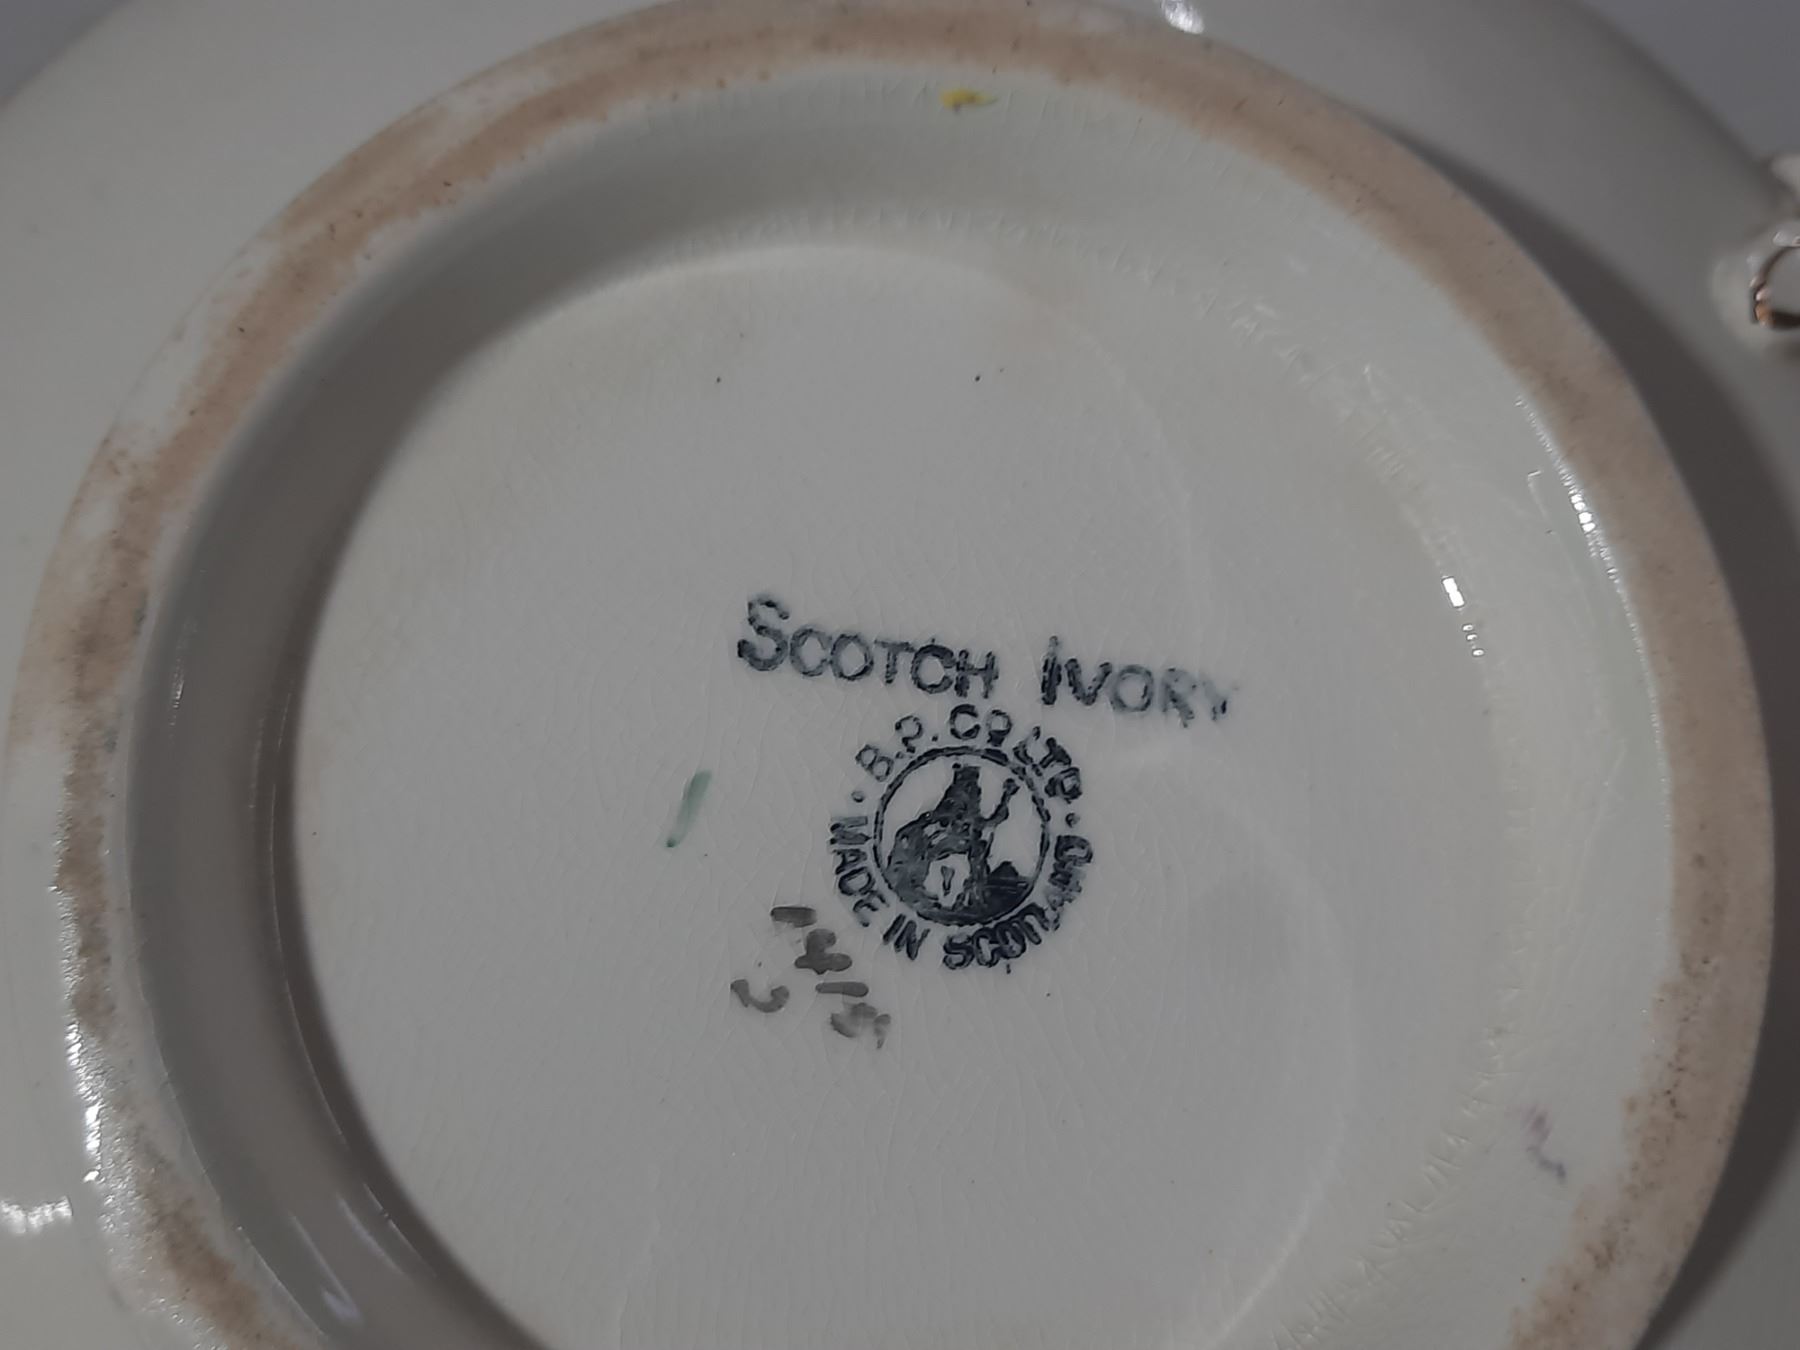 SCOTCH IVORY
· B.P. CO LTD ·
MADE IN SCOTLAND